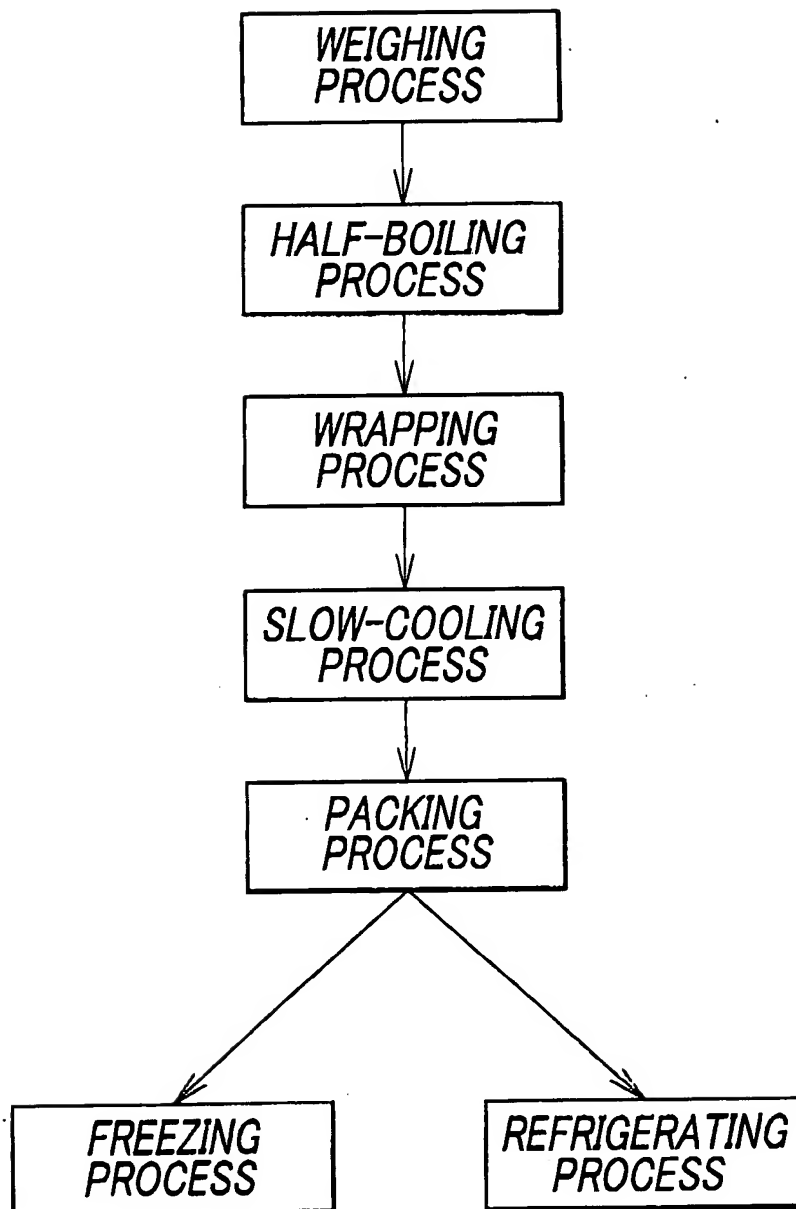 WEIGHING
PROCESS
HALF-BOILING
PROCESS
WRAPPING
PROCESS
SLOW-COOLING
PROCESS
PACKING
PROCESS
FREEZING
PROCESS
REFRIGERATING
PROCESS